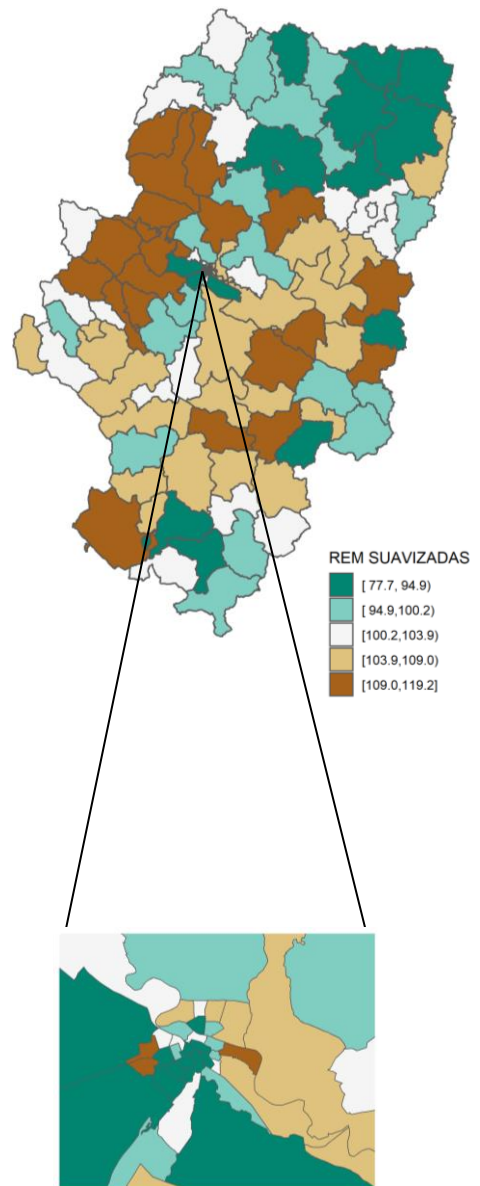 REM SUAVIZADAS
[ 77.7, 94.9)
[ 94.9,100.2)
[100.2,103.9)
[103.9,109.0)
[109.0,119.2]